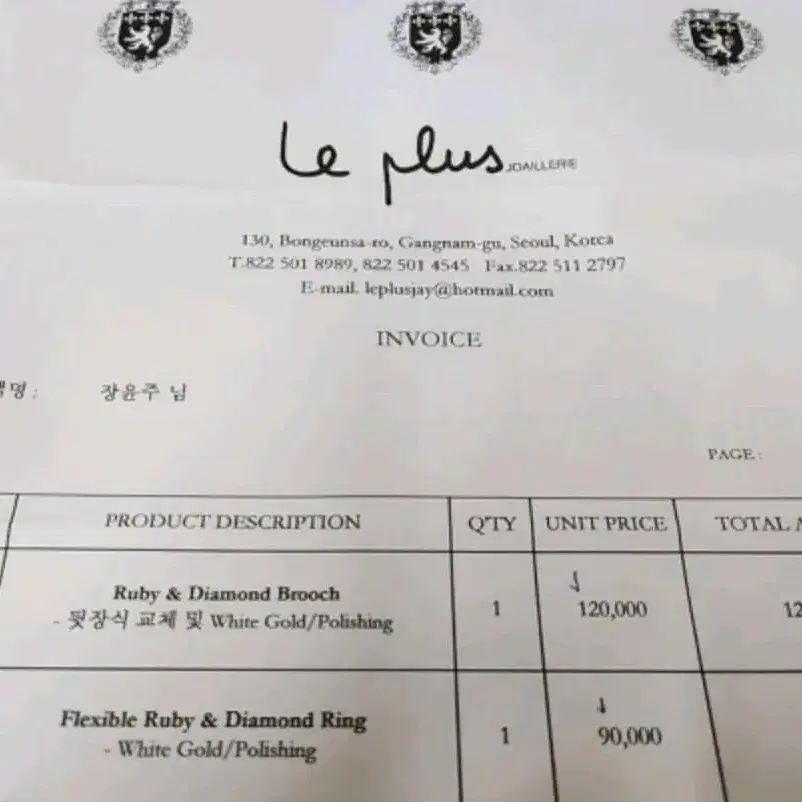 le plus JOAILLERIE
130, Bongeunsa-ro, Gangnam-gu, Seoul, Korea
T.822 501 8989, 822 501 4545 Fax.822 511 2797
E-mail. leplusjay@hotmail.com
INVOICE
명 : 장윤주 님
PAGE :
PRODUCT DESCRIPTION Q'TY UNIT PRICE TOTAL
Ruby & Diamond Brooch
- 뒷장식 교체 및 White Gold/Polishing 1 120,000 12
Flexible Ruby & Diamond Ring
- White Gold/Polishing 1 90,000